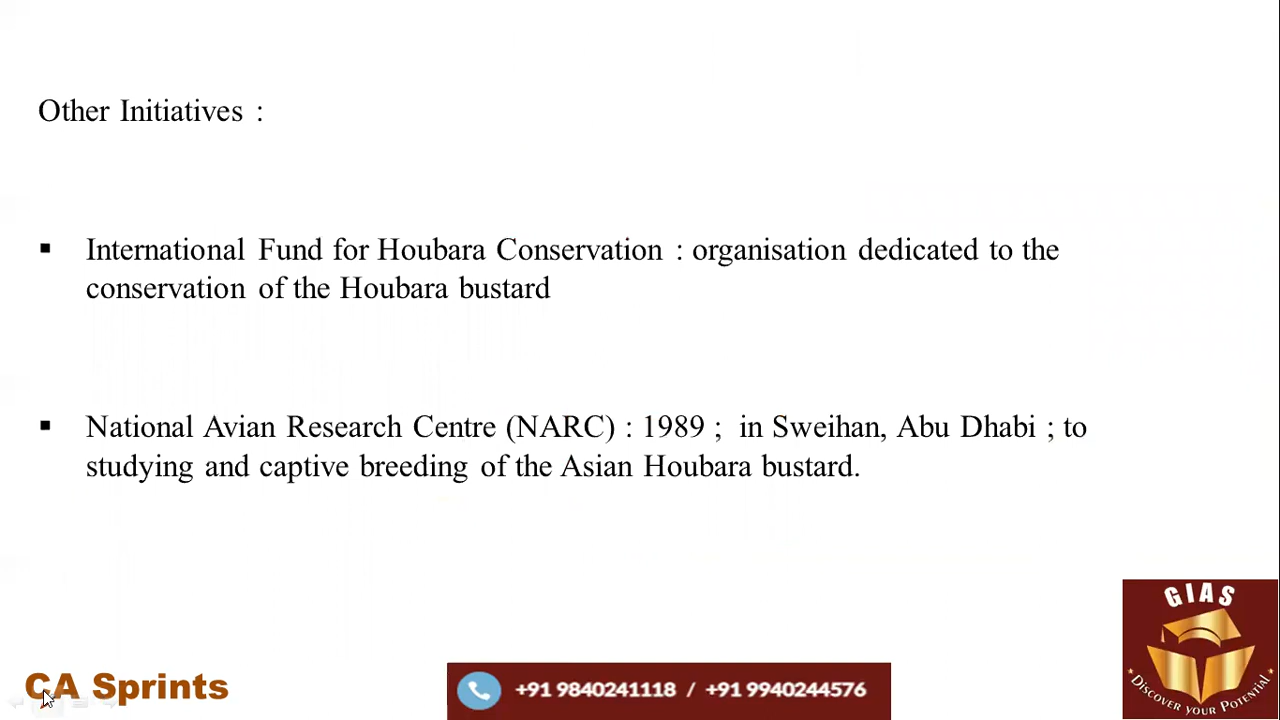 Other Initiatives :
▪ International Fund for Houbara Conservation : organisation dedicated to the
conservation of the Houbara bustard
▪ National Avian Research Centre (NARC) : 1989 ; in Sweihan, Abu Dhabi ; to
studying and captive breeding of the Asian Houbara bustard.
GIAS
DISCOVER YOUR POTENTIAL
CA Sprints
+91 9840241118 / +91 9940244576